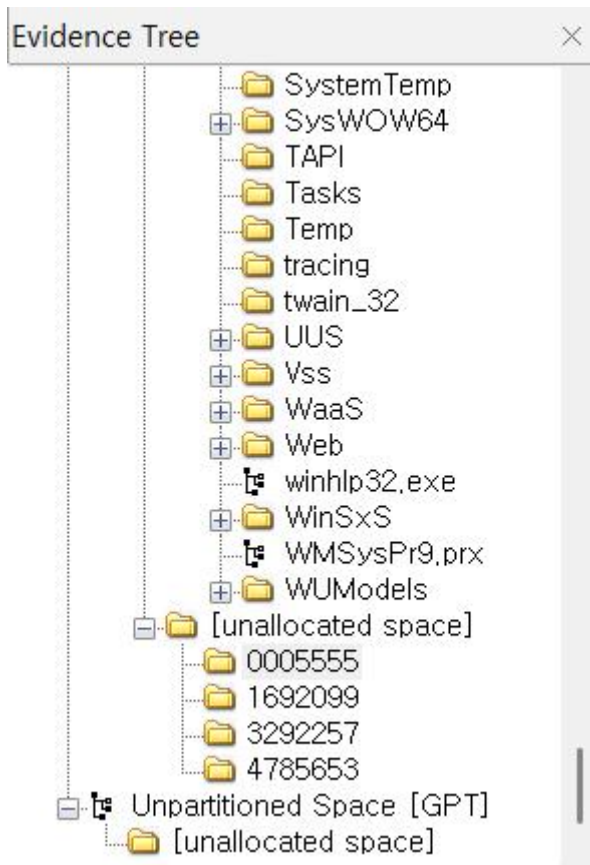 Evidence Tree
SystemTemp
SysWOW64
TAPI
Tasks
Temp
tracing
twain_32
UUS
Vss
WaaS
Web
winhlp32.exe
WinSxS
WMSysPr9.prx
WUModels
[unallocated space]
0005555
1692099
3292257
4785653
Unpartitioned Space [GPT]
[unallocated space]